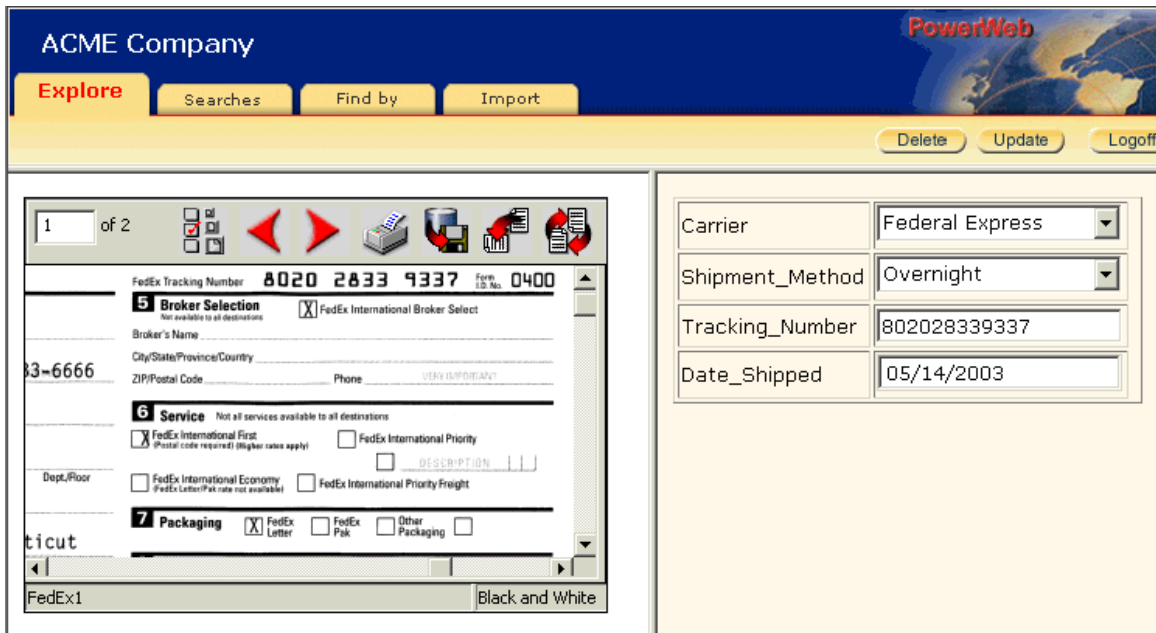 ACME Company
PowerWeb
Explore
Searches
Find by
Import
Delete
Update
Logoff
1 of 2
FedEx Tracking Number 8020 2833 9337 Form I.D. No. 0400
5 Broker Selection
Not available to all destinations
X FedEx International Broker Select
Broker's Name
City/State/Province/Country
33-6666
ZIP/Postal Code
Phone
VERY IMPORTANT
6 Service Not all services available to all destinations
X FedEx International First
(Postal code required) (Higher rates apply)
FedEx International Priority
DESCRIPTION
Dept./Floor
FedEx International Economy
(FedEx Letter/Pak rate not available)
FedEx International Priority Freight
7 Packaging
X FedEx Letter
FedEx Pak
Other Packaging
ticut
FedEx1
Black and White
Carrier Federal Express
Shipment_Method Overnight
Tracking_Number 802028339337
Date_Shipped 05/14/2003